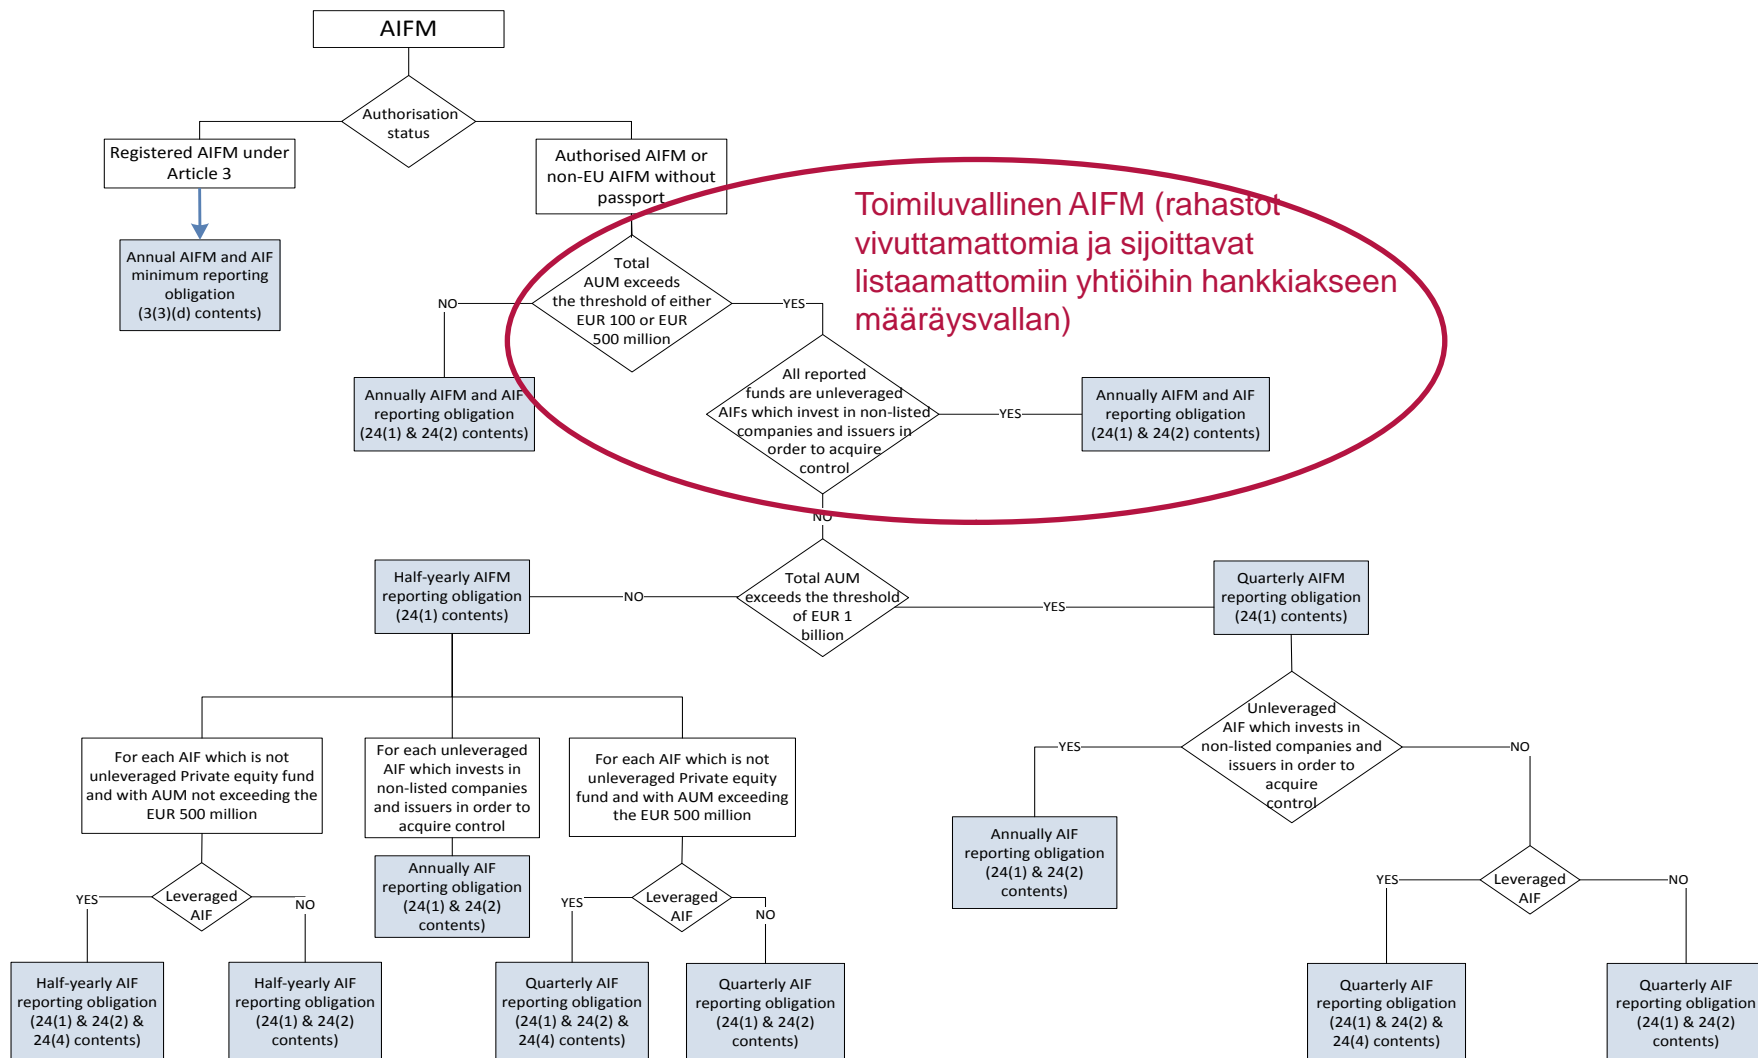 AIFM
Authorisation
status
Registered AIFM under
Article 3
Authorised AIFM or
non-EU AIFM without
passport
Toimiluvallinen AIFM (rahastot
vivuttamattomia ja sijoittavat
listaamattomiin yhtiöihin hankkiakseen
määräysvallan)
Annual AIFM and AIF
minimum reporting
obligation
(3(3)(d) contents)
Total
AUM exceeds
the threshold of either
EUR 100 or EUR
500 million
NO
YES
Annually AIFM and AIF
reporting obligation
(24(1) & 24(2) contents)
All reported
funds are unleveraged
AIFs which invest in non-listed
companies and issuers in
order to acquire
control
YES
Annually AIFM and AIF
reporting obligation
(24(1) & 24(2) contents)
NO
Half-yearly AIFM
reporting obligation
(24(1) contents)
NO
Total AUM
exceeds the threshold
of EUR 1
billion
YES
Quarterly AIFM
reporting obligation
(24(1) contents)
For each AIF which is not
unleveraged Private equity fund
and with AUM not exceeding the
EUR 500 million
For each unleveraged
AIF which invests in
non-listed companies
and issuers in order to
acquire control
For each AIF which is not
unleveraged Private equity
fund and with AUM exceeding
the EUR 500 million
Unleveraged
AIF which invests in
non-listed companies and
issuers in order to
acquire
control
YES
NO
Annually AIF
reporting obligation
(24(1) & 24(2)
contents)
Annually AIF
reporting obligation
(24(1) & 24(2)
contents)
YES
Leveraged
AIF
NO
YES
Leveraged
AIF
NO
YES
Leveraged
AIF
NO
Half-yearly AIF
reporting obligation
(24(1) & 24(2) &
24(4) contents)
Half-yearly AIF
reporting obligation
(24(1) & 24(2)
contents)
Quarterly AIF
reporting obligation
(24(1) & 24(2) &
24(4) contents)
Quarterly AIF
reporting obligation
(24(1) & 24(2)
contents)
Quarterly AIF
reporting obligation
(24(1) & 24(2) &
24(4) contents)
Quarterly AIF
reporting obligation
(24(1) & 24(2)
contents)